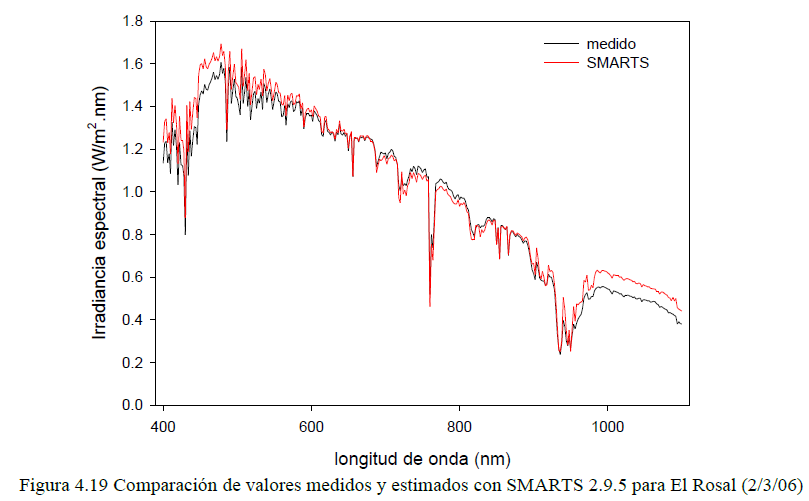 1.8
1.6
1.4
1.2
1.0
0.8
0.6
0.4
0.2
0.0
Irradiancia espectral (W/m².nm)
medido
SMARTS
400 600 800 1000
longitud de onda (nm)
Figura 4.19 Comparación de valores medidos y estimados con SMARTS 2.9.5 para El Rosal (2/3/06)